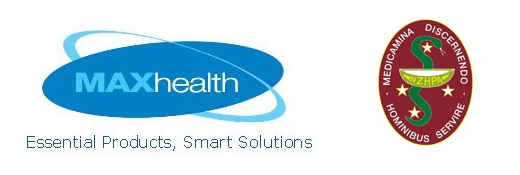 MAXhealth
Essential Products, Smart Solutions
MEDICAMINA DISCERNENDO
NZHPA
HOMINIBUS SERVIRE